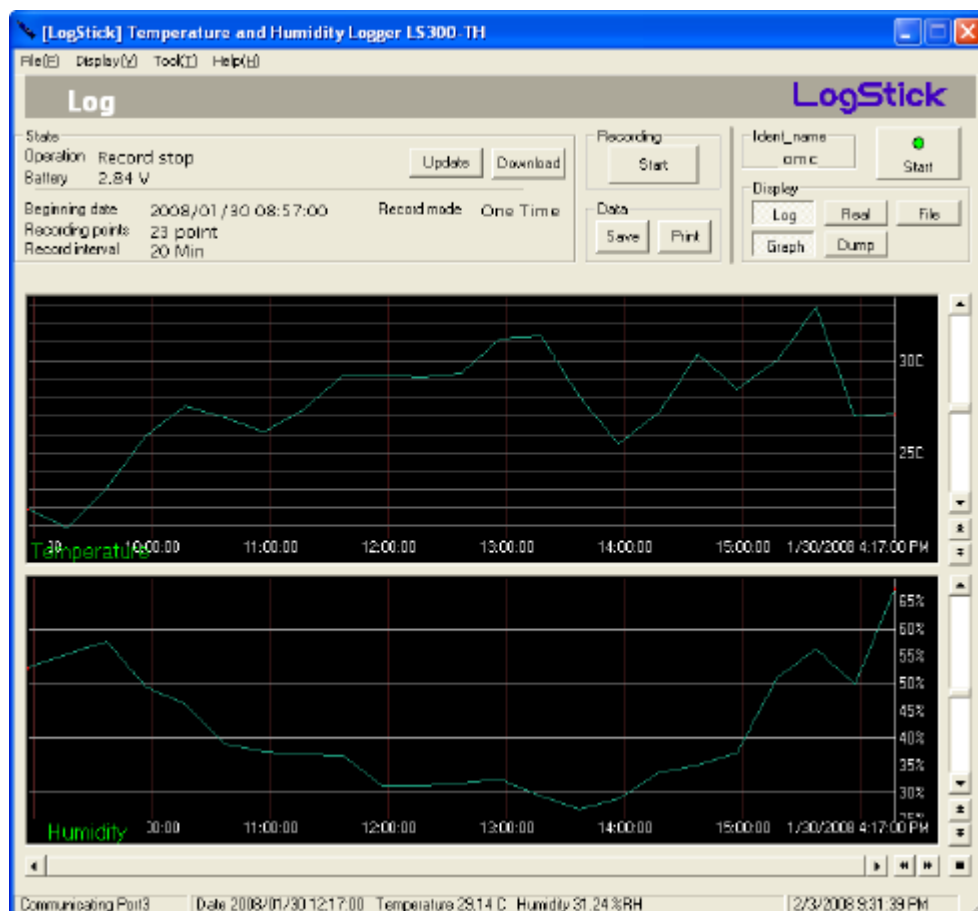 [LogStick] Temperature and Humidity Logger LS300-TH
File(F) Display(V) Tool(T) Help(H)
Log LogStick
State
Operation Record stop
Battery 2.84 V
Update Download
Beginning date 2008/01/30 08:57:00 Record mode One Time
Recording points 23 point
Record interval 20 Min
Recording
Start
Data
Save Print
Ident_name
omc
Start
Display
Log Real File
Graph Dump
30C
25C
Temperature
10:00:00 11:00:00 12:00:00 13:00:00 14:00:00 15:00:00 1/30/2008 4:17:00 PM
65%
60%
55%
50%
45%
40%
35%
30%
25%
Humidity
00:00 11:00:00 12:00:00 13:00:00 14:00:00 15:00:00 1/30/2008 4:17:00 PM
Communicating Port3 Date 2008/01/30 12:17:00 Temperature 29.14 C Humidity 31.24 %RH 2/3/2008 9:31:39 PM